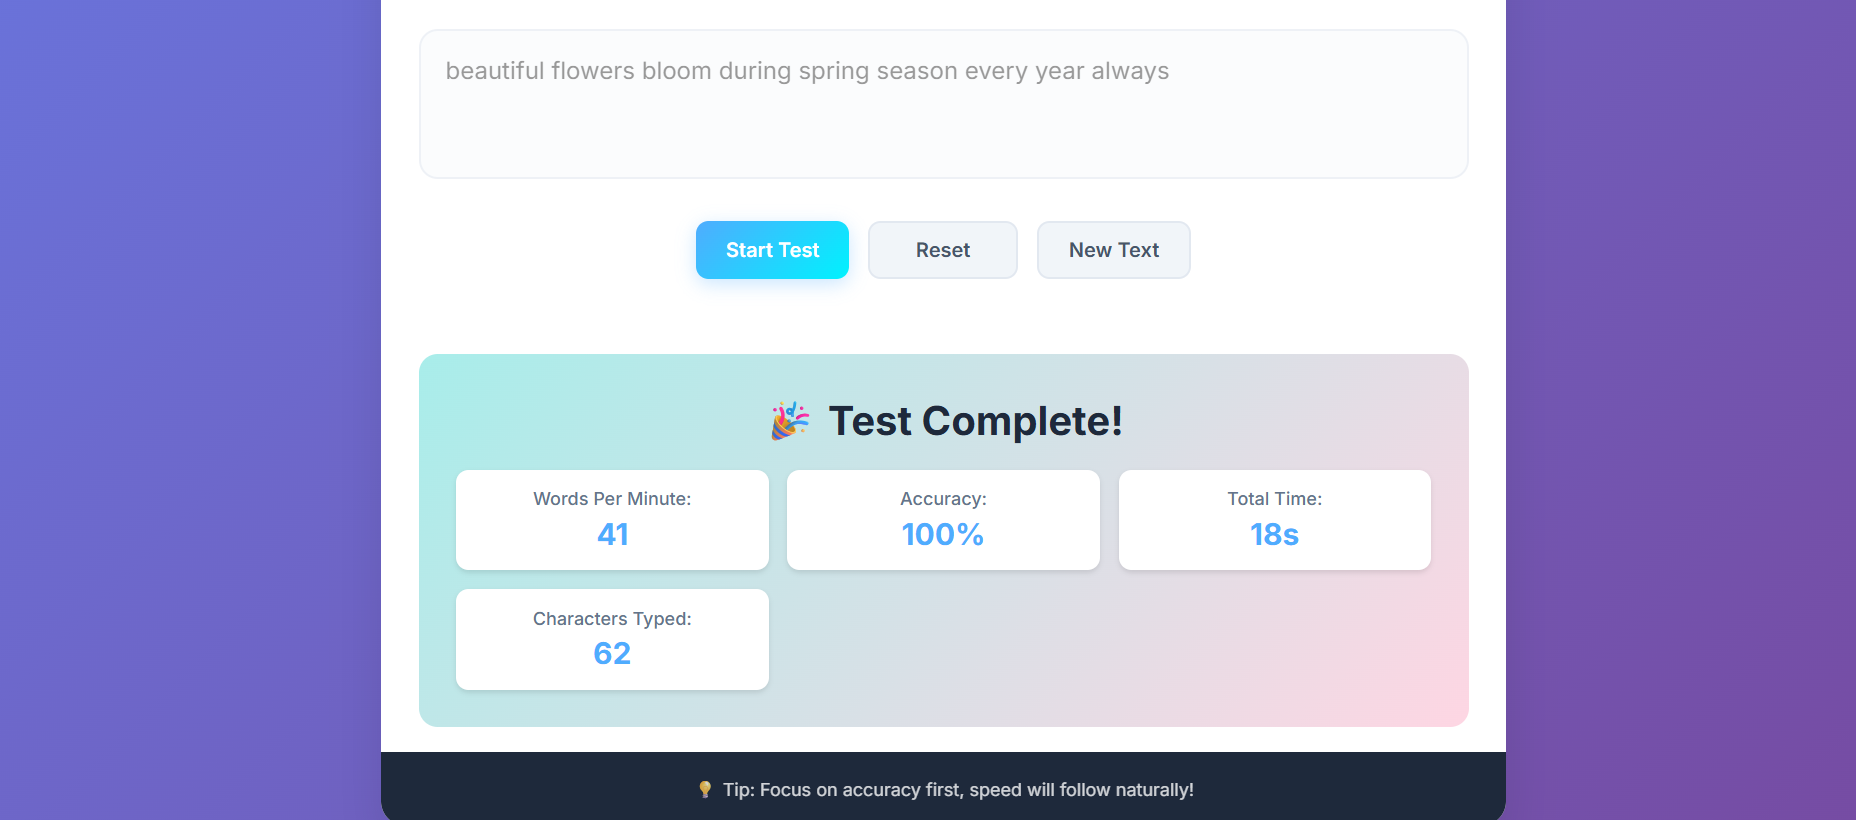 beautiful flowers bloom during spring season every year always
Start Test
Reset
New Text
🎉 Test Complete!
Words Per Minute:
41
Accuracy:
100%
Total Time:
18s
Characters Typed:
62
💡 Tip: Focus on accuracy first, speed will follow naturally!